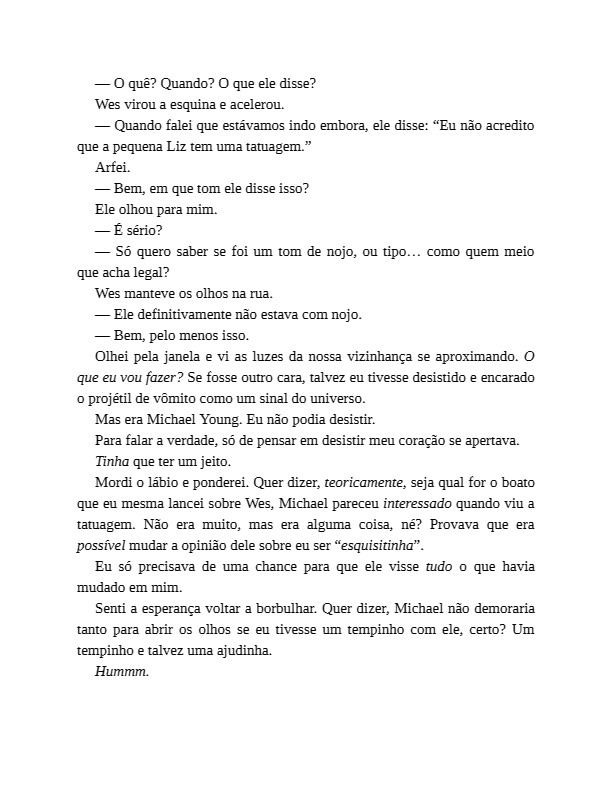 — O quê? Quando? O que ele disse?
Wes virou a esquina e acelerou.
— Quando falei que estávamos indo embora, ele disse: “Eu não acredito
que a pequena Liz tem uma tatuagem.”
Arfei.
— Bem, em que tom ele disse isso?
Ele olhou para mim.
— É sério?
— Só quero saber se foi um tom de nojo, ou tipo… como quem meio
que acha legal?
Wes manteve os olhos na rua.
— Ele definitivamente não estava com nojo.
— Bem, pelo menos isso.
Olhei pela janela e vi as luzes da nossa vizinhança se aproximando. O
que eu vou fazer? Se fosse outro cara, talvez eu tivesse desistido e encarado
o projétil de vômito como um sinal do universo.
Mas era Michael Young. Eu não podia desistir.
Para falar a verdade, só de pensar em desistir meu coração se apertava.
Tinha que ter um jeito.
Mordi o lábio e ponderei. Quer dizer, teoricamente, seja qual for o boato
que eu mesma lancei sobre Wes, Michael pareceu interessado quando viu a
tatuagem. Não era muito, mas era alguma coisa, né? Provava que era
possível mudar a opinião dele sobre eu ser “esquisitinha”.
Eu só precisava de uma chance para que ele visse tudo o que havia
mudado em mim.
Senti a esperança voltar a borbulhar. Quer dizer, Michael não demoraria
tanto para abrir os olhos se eu tivesse um tempinho com ele, certo? Um
tempinho e talvez uma ajudinha.
Hummm.